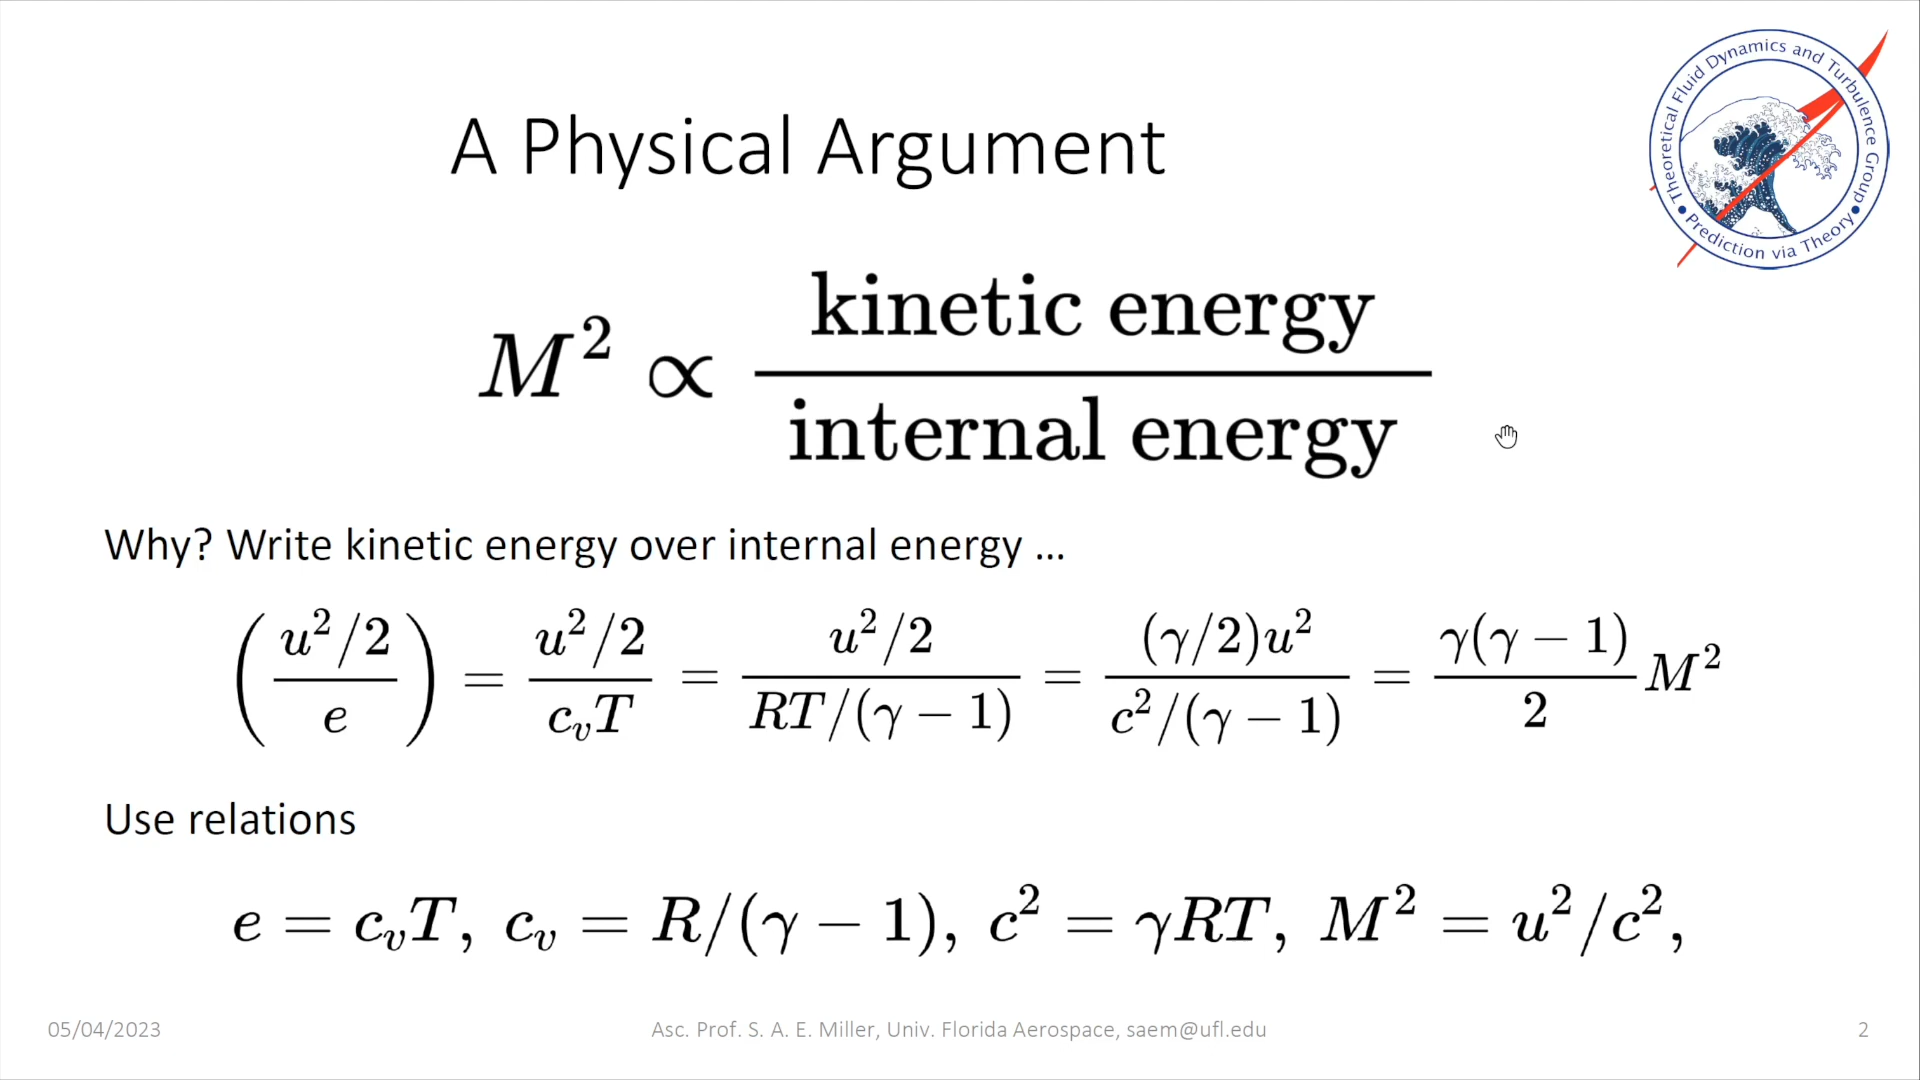 A Physical Argument
Theoretical Fluid Dynamics and Turbulence Group
• Prediction via Theory •
M² ∝ kinetic energy / internal energy
Why? Write kinetic energy over internal energy ...
(u²/2 / e) = u²/2 / c_vT = u²/2 / RT/(γ − 1) = (γ/2)u² / c²/(γ − 1) = γ(γ − 1) / 2 M²
Use relations
e = c_vT, c_v = R/(γ − 1), c² = γRT, M² = u²/c²,
05/04/2023
Asc. Prof. S. A. E. Miller, Univ. Florida Aerospace, saem@ufl.edu
2